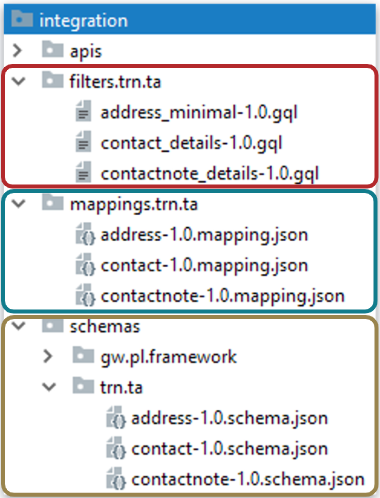 integration
apis
filters.trn.ta
address_minimal-1.0.gql
contact_details-1.0.gql
contactnote_details-1.0.gql
mappings.trn.ta
address-1.0.mapping.json
contact-1.0.mapping.json
contactnote-1.0.mapping.json
schemas
gw.pl.framework
trn.ta
address-1.0.schema.json
contact-1.0.schema.json
contactnote-1.0.schema.json